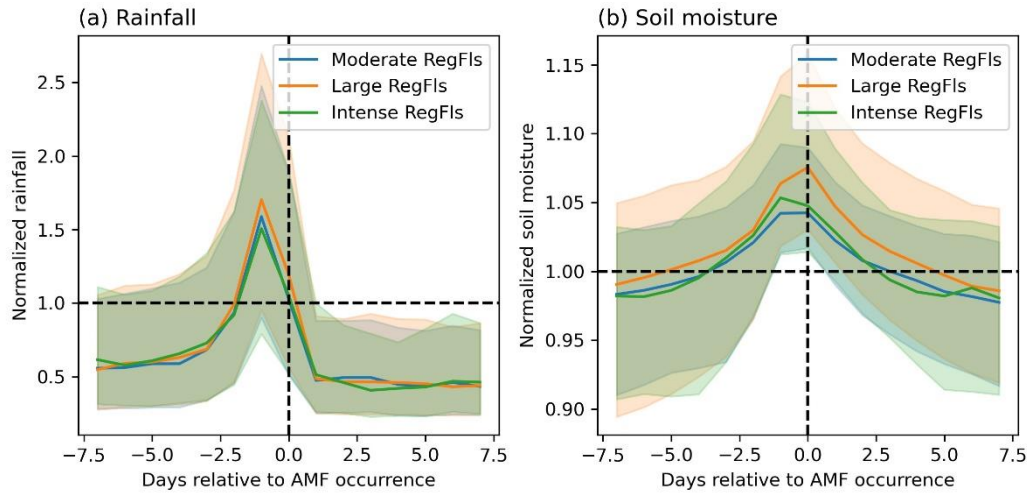 (a) Rainfall
Moderate RegFls
Large RegFls
Intense RegFls
Normalized rainfall
2.5
2.0
1.5
1.0
0.5
−7.5 −5.0 −2.5 0.0 2.5 5.0 7.5
Days relative to AMF occurrence
(b) Soil moisture
Moderate RegFls
Large RegFls
Intense RegFls
Normalized soil moisture
1.15
1.10
1.05
1.00
0.95
0.90
−7.5 −5.0 −2.5 0.0 2.5 5.0 7.5
Days relative to AMF occurrence